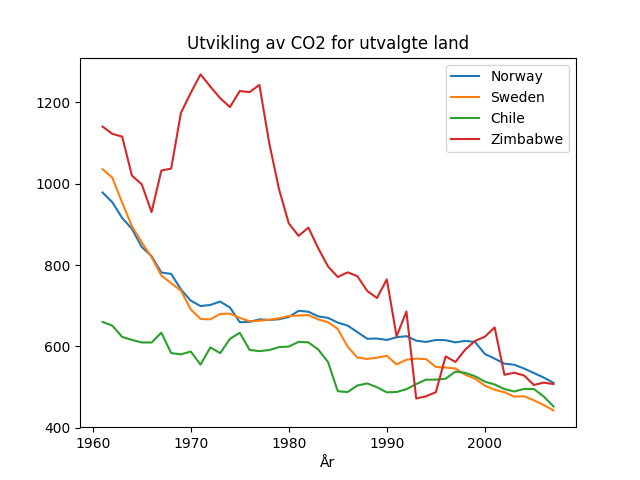 Utvikling av CO2 for utvalgte land
Norway
Sweden
Chile
Zimbabwe
1200
1000
800
600
400
1960
1970
1980
1990
2000
År